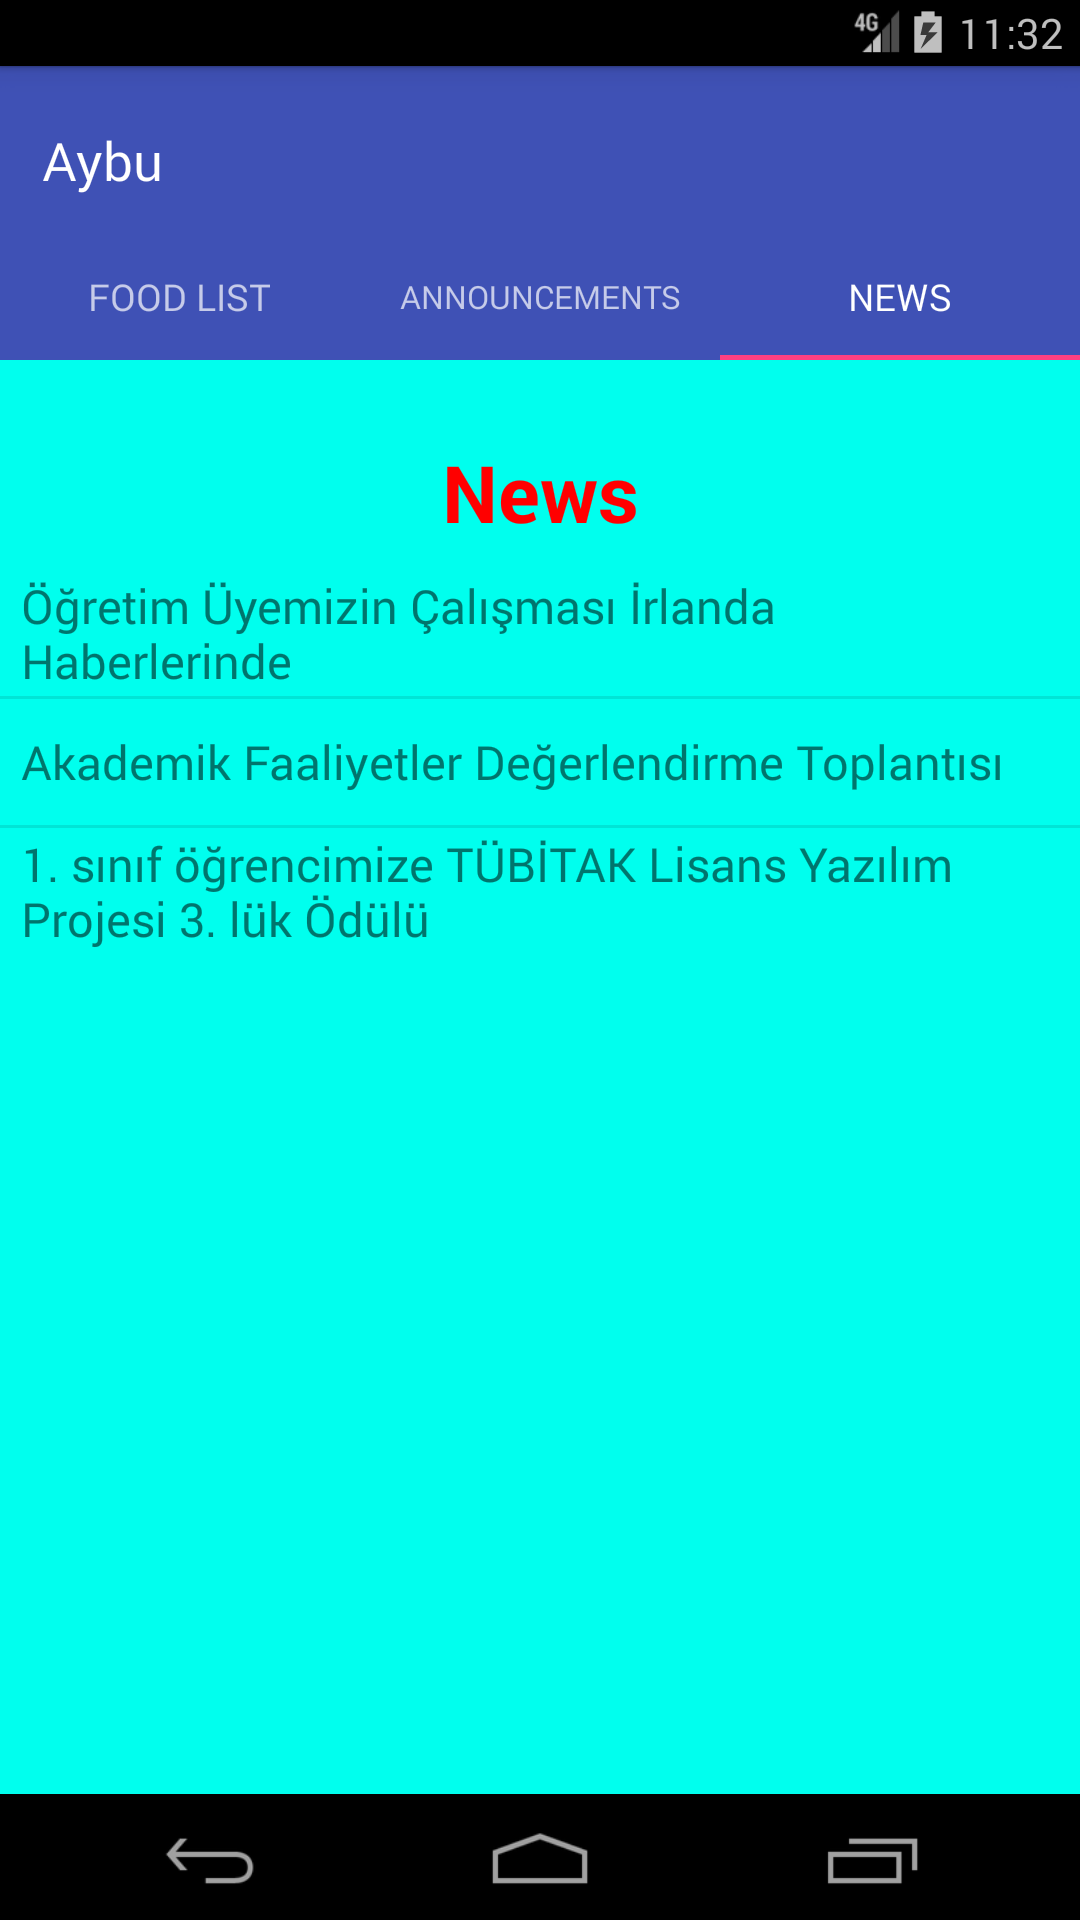 4G 11:32
Aybu
FOOD LIST ANNOUNCEMENTS NEWS
News
Öğretim Üyemizin Çalışması İrlanda
Haberlerinde
Akademik Faaliyetler Değerlendirme Toplantısı
1. sınıf öğrencimize TÜBİTAK Lisans Yazılım
Projesi 3. lük Ödülü